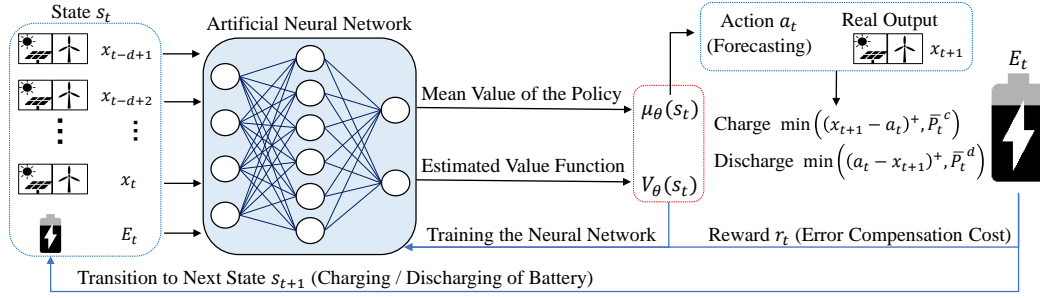 State $s_t$
$x_{t-d+1}$
$x_{t-d+2}$
⋮ ⋮ ⋮
$x_t$
$E_t$
Artificial Neural Network
Mean Value of the Policy
Estimated Value Function
$\mu_\theta(s_t)$
$V_\theta(s_t)$
Action $a_t$
(Forecasting)
Real Output
$x_{t+1}$
Charge $\min\left((x_{t+1} - a_t)^+, \bar{P}_t^{\,c}\right)$
Discharge $\min\left((a_t - x_{t+1})^+, \bar{P}_t^{\,d}\right)$
$E_t$
Training the Neural Network
Reward $r_t$ (Error Compensation Cost)
Transition to Next State $s_{t+1}$ (Charging / Discharging of Battery)